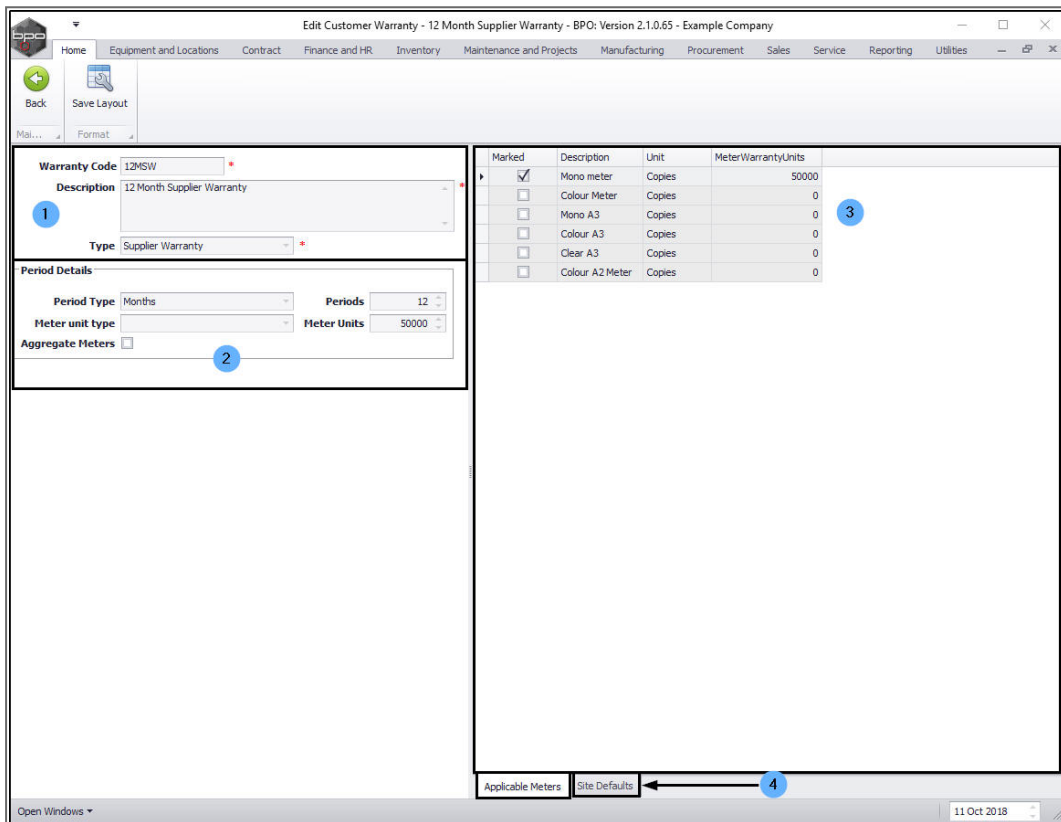 Edit Customer Warranty - 12 Month Supplier Warranty - BPO: Version 2.1.0.65 - Example Company
bpo
Home Equipment and Locations Contract Finance and HR Inventory Maintenance and Projects Manufacturing Procurement Sales Service Reporting Utilities
Back Save Layout
Mai... Format
Warranty Code 12MSW *
Description 12 Month Supplier Warranty *
1
Type Supplier Warranty *
Period Details
Period Type Months Periods 12
Meter unit type Meter Units 50000
Aggregate Meters
2
Marked Description Unit MeterWarrantyUnits
Mono meter Copies 50000
Colour Meter Copies 0
Mono A3 Copies 0
3
Colour A3 Copies 0
Clear A3 Copies 0
Colour A2 Meter Copies 0
Applicable Meters Site Defaults 4
Open Windows 11 Oct 2018